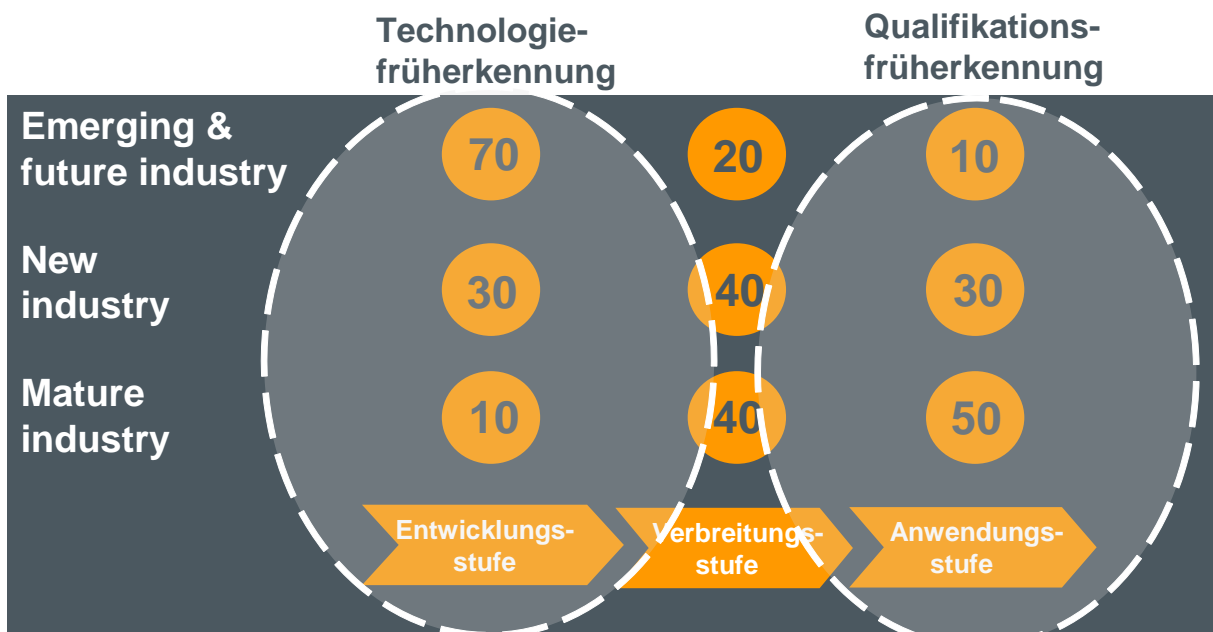 Technologie-
früherkennung
Qualifikations-
früherkennung
Emerging &
future industry
70
20
10
New
industry
30
40
30
Mature
industry
10
40
50
Entwicklungs-
stufe
Verbreitungs-
stufe
Anwendungs-
stufe